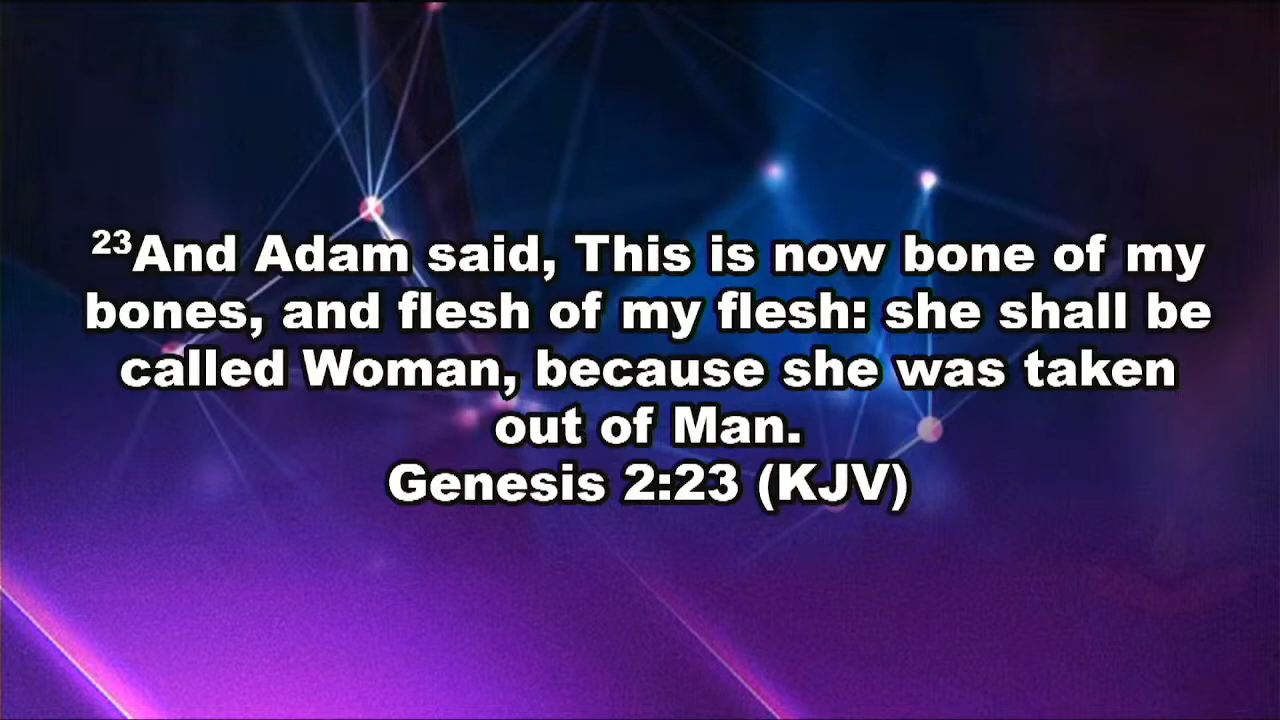 ²³And Adam said, This is now bone of my
bones, and flesh of my flesh: she shall be
called Woman, because she was taken
out of Man.
Genesis 2:23 (KJV)